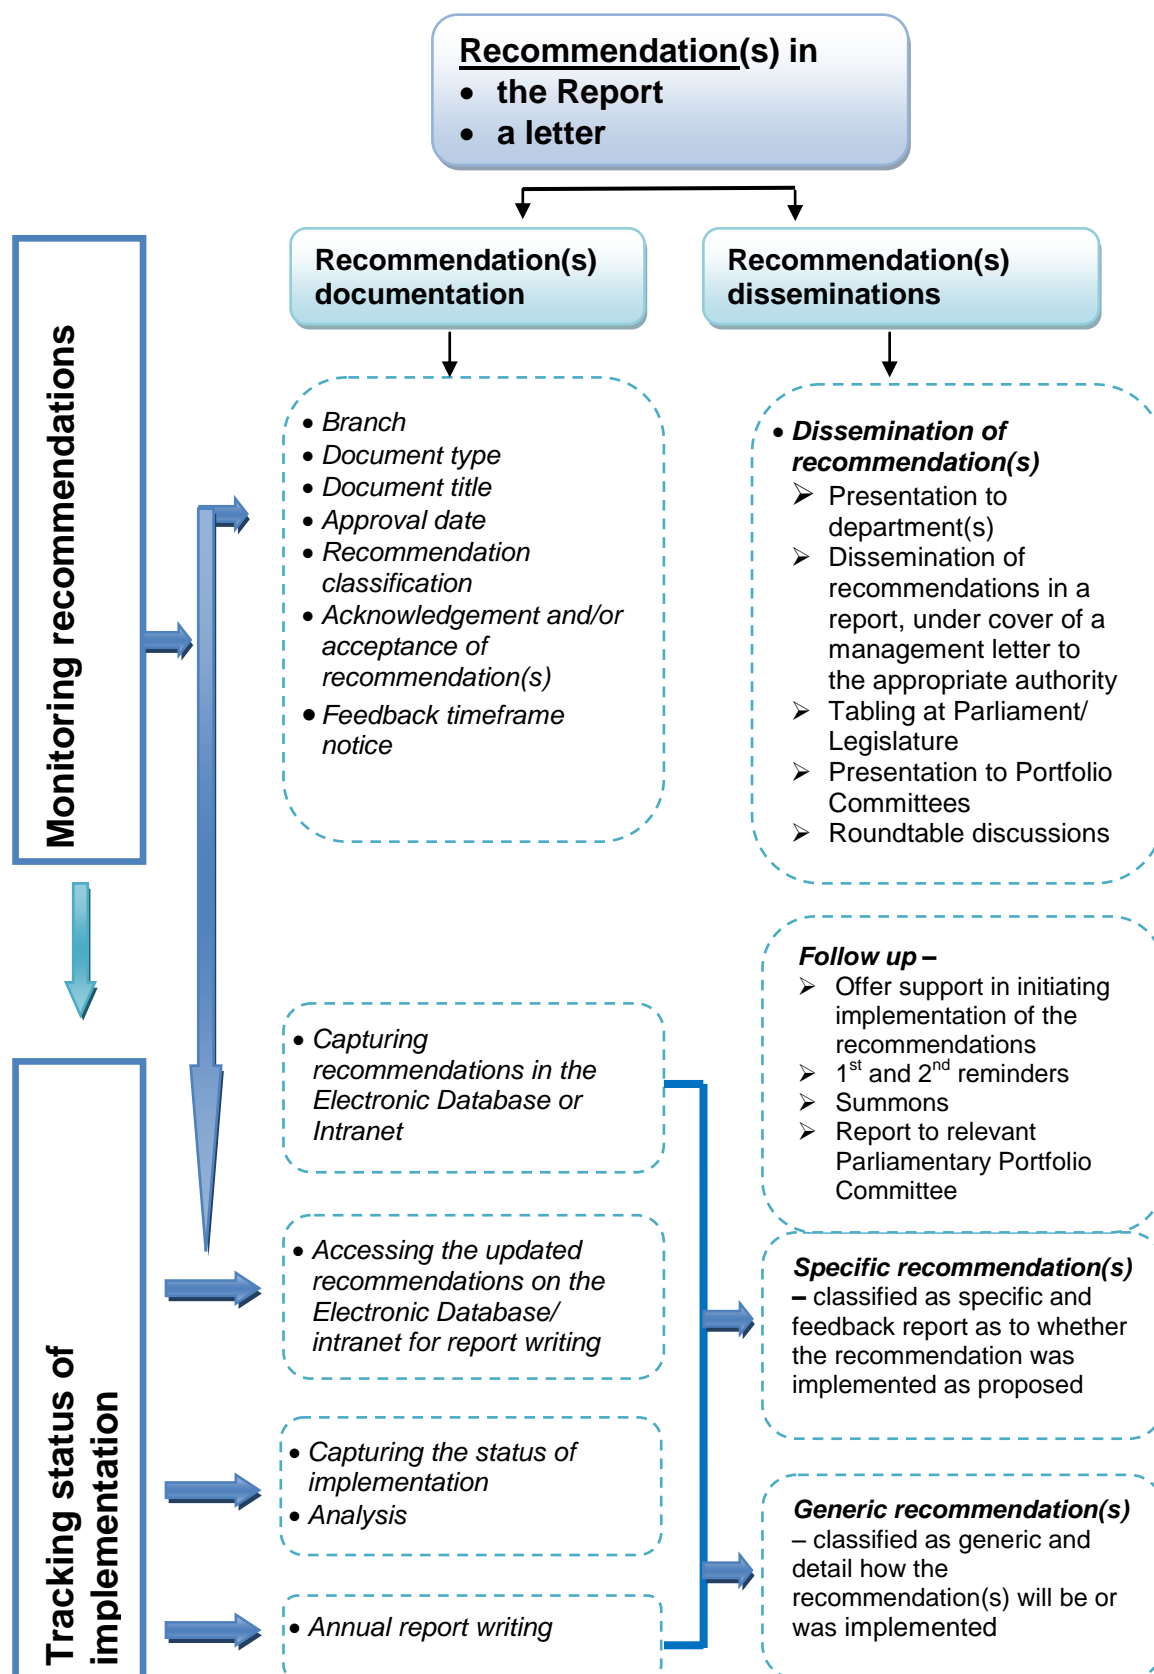 Recommendation(s) in
• the Report
• a letter
Recommendation(s)
documentation
Recommendation(s)
disseminations
Monitoring recommendations
• Branch
• Document type
• Document title
• Approval date
• Recommendation
classification
• Acknowledgement and/or
acceptance of
recommendation(s)
• Feedback timeframe
notice
• Dissemination of
recommendation(s)
➢ Presentation to
department(s)
➢ Dissemination of
recommendations in a
report, under cover of a
management letter to
the appropriate authority
➢ Tabling at Parliament/
Legislature
➢ Presentation to Portfolio
Committees
➢ Roundtable discussions
Follow up –
➢ Offer support in initiating
implementation of the
recommendations
➢ 1st and 2nd reminders
➢ Summons
➢ Report to relevant
Parliamentary Portfolio
Committee
Tracking status of
implementation
• Capturing
recommendations in the
Electronic Database or
Intranet
• Accessing the updated
recommendations on the
Electronic Database/
intranet for report writing
Specific recommendation(s)
– classified as specific and
feedback report as to whether
the recommendation was
implemented as proposed
• Capturing the status of
implementation
• Analysis
Generic recommendation(s)
– classified as generic and
detail how the
recommendation(s) will be or
was implemented
• Annual report writing